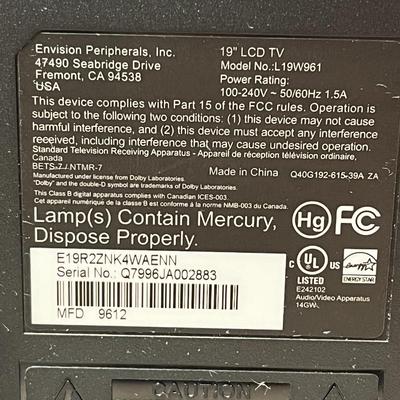 Envision Peripherals, Inc.
47490 Seabridge Drive
Fremont, CA 94538
USA
19" LCD TV
Model No.:L19W961
Power Rating:
100-240V ~ 50/60Hz 1.5A
This device complies with Part 15 of the FCC rules. Operation is
subject to the following two conditions: (1) this device may not cause
harmful interference, and (2) this device must accept any interference
received, including interference that may cause undesired operation.
Standard Television Receiving Apparatus - Appareil de réception télévision ordinaire,
Canada
BETS-7 / NTMR-7
Made in China
Q40G192-615-39A ZA
Manufactured under license from Dolby Laboratories.
"Dolby" and the double-D symbol are trademarks of Dolby Laboratories.
This Class B digital apparatus complies with Canadian ICES-003.
Cet appareil numérique de la classe B est conforme à la norme NMB-003 du Canada.
Lamp(s) Contain Mercury,
Dispose Properly.
Hg
FC
E19R2ZNK4WAENN
Serial No.: Q7996JA002883
MFD 9612
C UL US
LISTED
E242102
Audio/Video Apparatus
14GW
ENERGY STAR
CAUTION